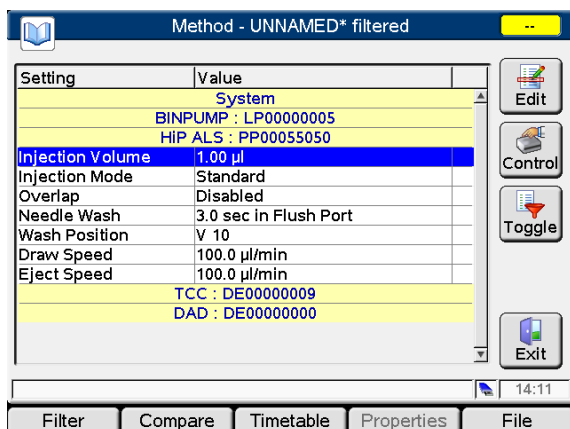 Method - UNNAMED* filtered
--
Setting Value
System
BINPUMP : LP00000005
HiP ALS : PP00055050
Injection Volume 1.00 µl
Injection Mode Standard
Overlap Disabled
Needle Wash 3.0 sec in Flush Port
Wash Position V 10
Draw Speed 100.0 µl/min
Eject Speed 100.0 µl/min
TCC : DE00000009
DAD : DE00000000
Edit
Control
Toggle
Exit
14:11
Filter Compare Timetable Properties File